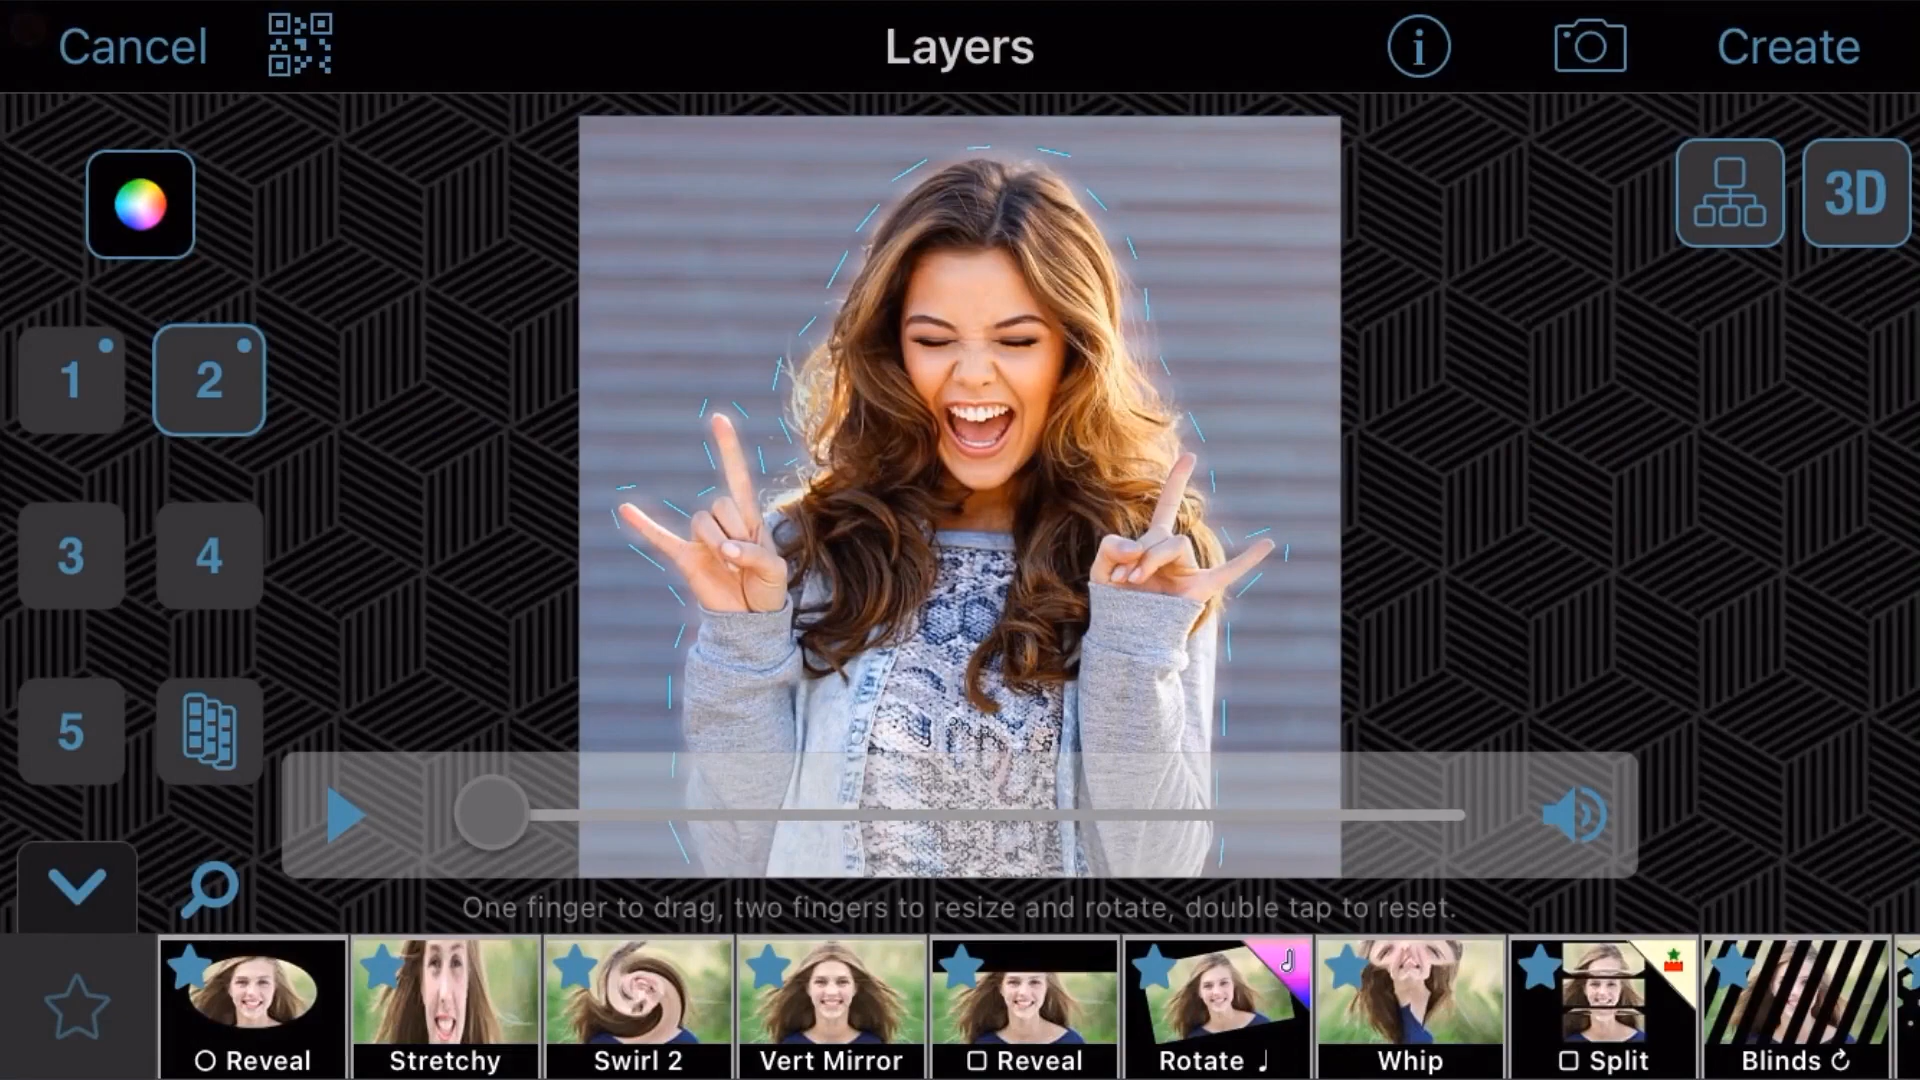 Cancel
Layers
Create
3D
1
2
3
4
5
One finger to drag, two fingers to resize and rotate, double tap to reset.
Reveal
Stretchy
Swirl 2
Vert Mirror
Reveal
Rotate ♩
Whip
Split
Blinds ↻